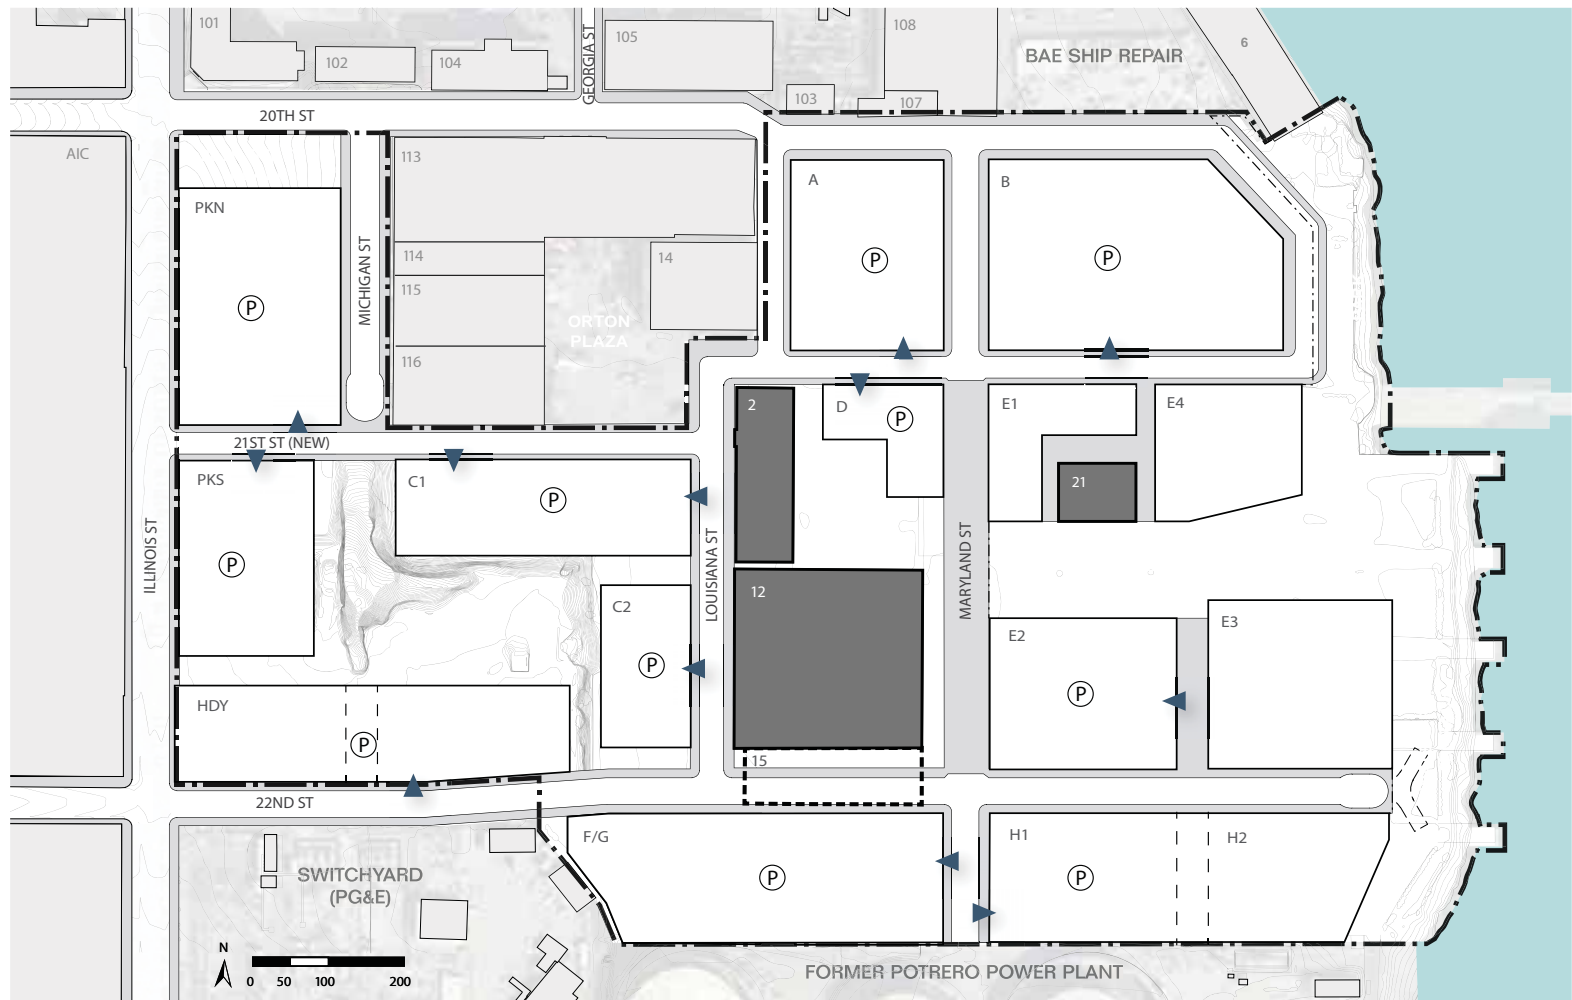 101
102
104
GEORGIA ST
105
103
108
107
BAE SHIP REPAIR
6
20TH ST
AIC
PKN
P
MICHIGAN ST
113
114
115
116
14
ORTON
PLAZA
A
P
B
P
21ST ST (NEW)
2
D
P
E1
E4
21
PKS
P
C1
P
ILLINOIS ST
LOUISIANA ST
MARYLAND ST
12
C2
P
E2
P
E3
HDY
P
15
22ND ST
F/G
P
H1
P
H2
SWITCHYARD
(PG&E)
N
0 50 100 200
FORMER POTRERO POWER PLANT